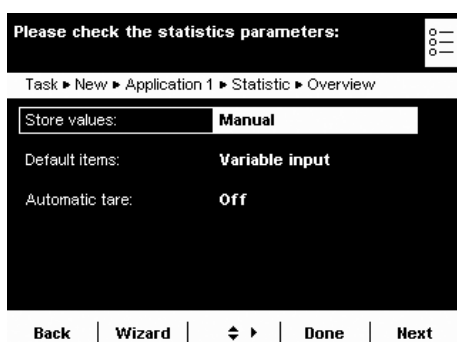 Please check the statistics parameters:
Task ▸ New ▸ Application 1 ▸ Statistic ▸ Overview
Store values: Manual
Default items: Variable input
Automatic tare: Off
Back | Wizard | ♦ ▸ | Done | Next